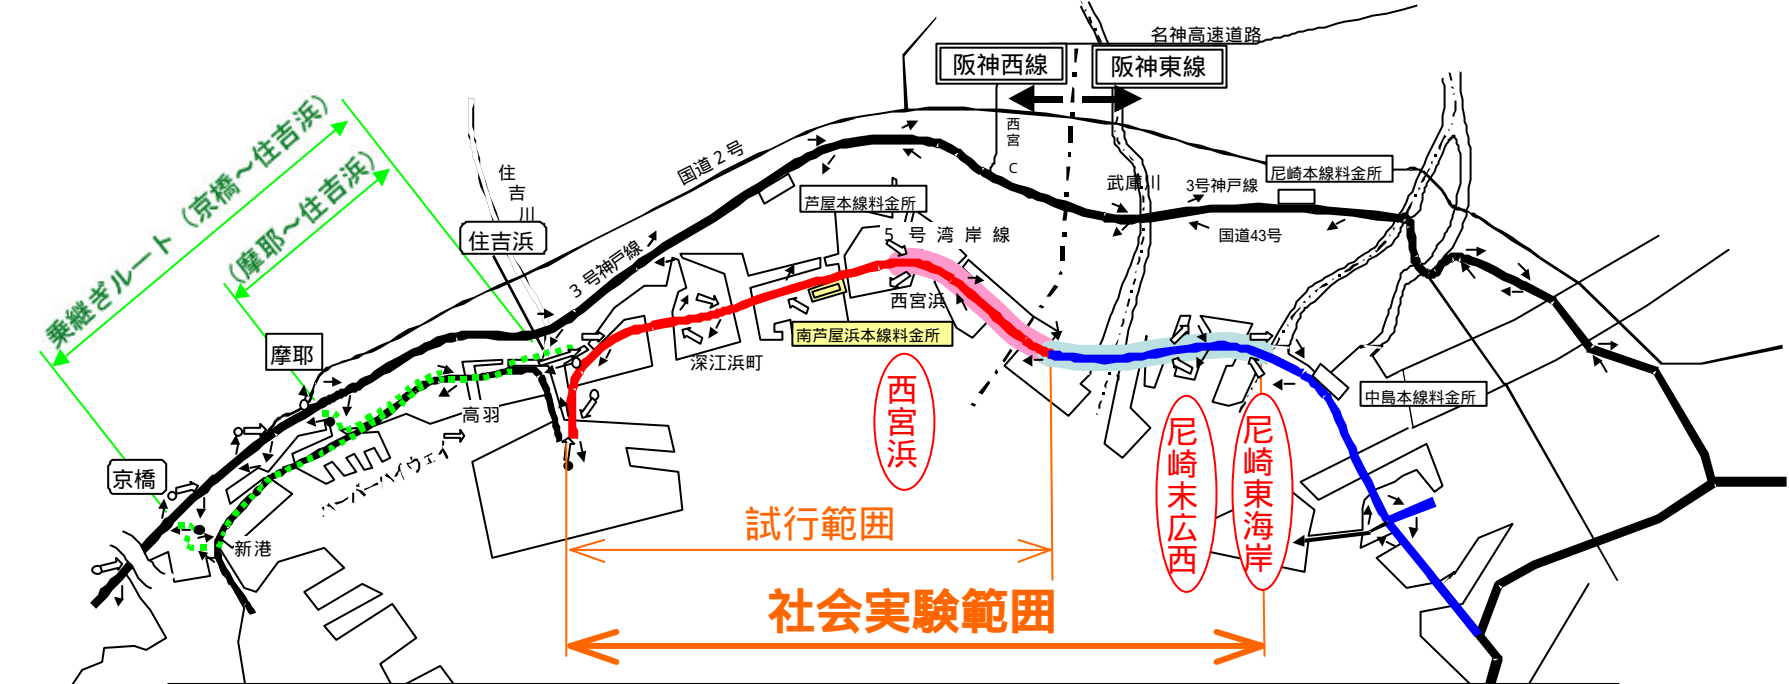 名神高速道路
阪神西線
阪神東線
乗継ぎルート（京橋～住吉浜）
（摩耶～住吉浜）
西宮
C
国道２号
住吉川
武庫川
3号神戸線
尼崎本線料金所
芦屋本線料金所
国道43号
住吉浜
5 号 湾 岸 線
３号神戸線
西宮浜
南芦屋浜本線料金所
摩耶
深江浜町
中島本線料金所
西宮浜
高羽
尼崎末広西
尼崎東海岸
ハーバーハイウェイ
京橋
新港
試行範囲
社会実験範囲